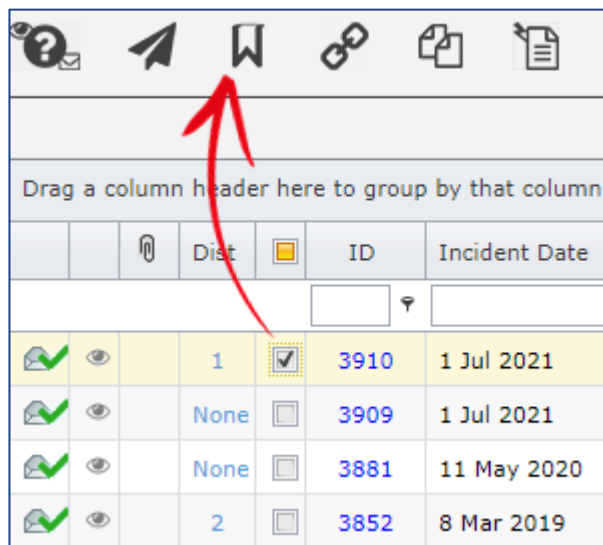 Drag a column header here to group by that column
Dist ID Incident Date
1 3910 1 Jul 2021
None 3909 1 Jul 2021
None 3881 11 May 2020
2 3852 8 Mar 2019